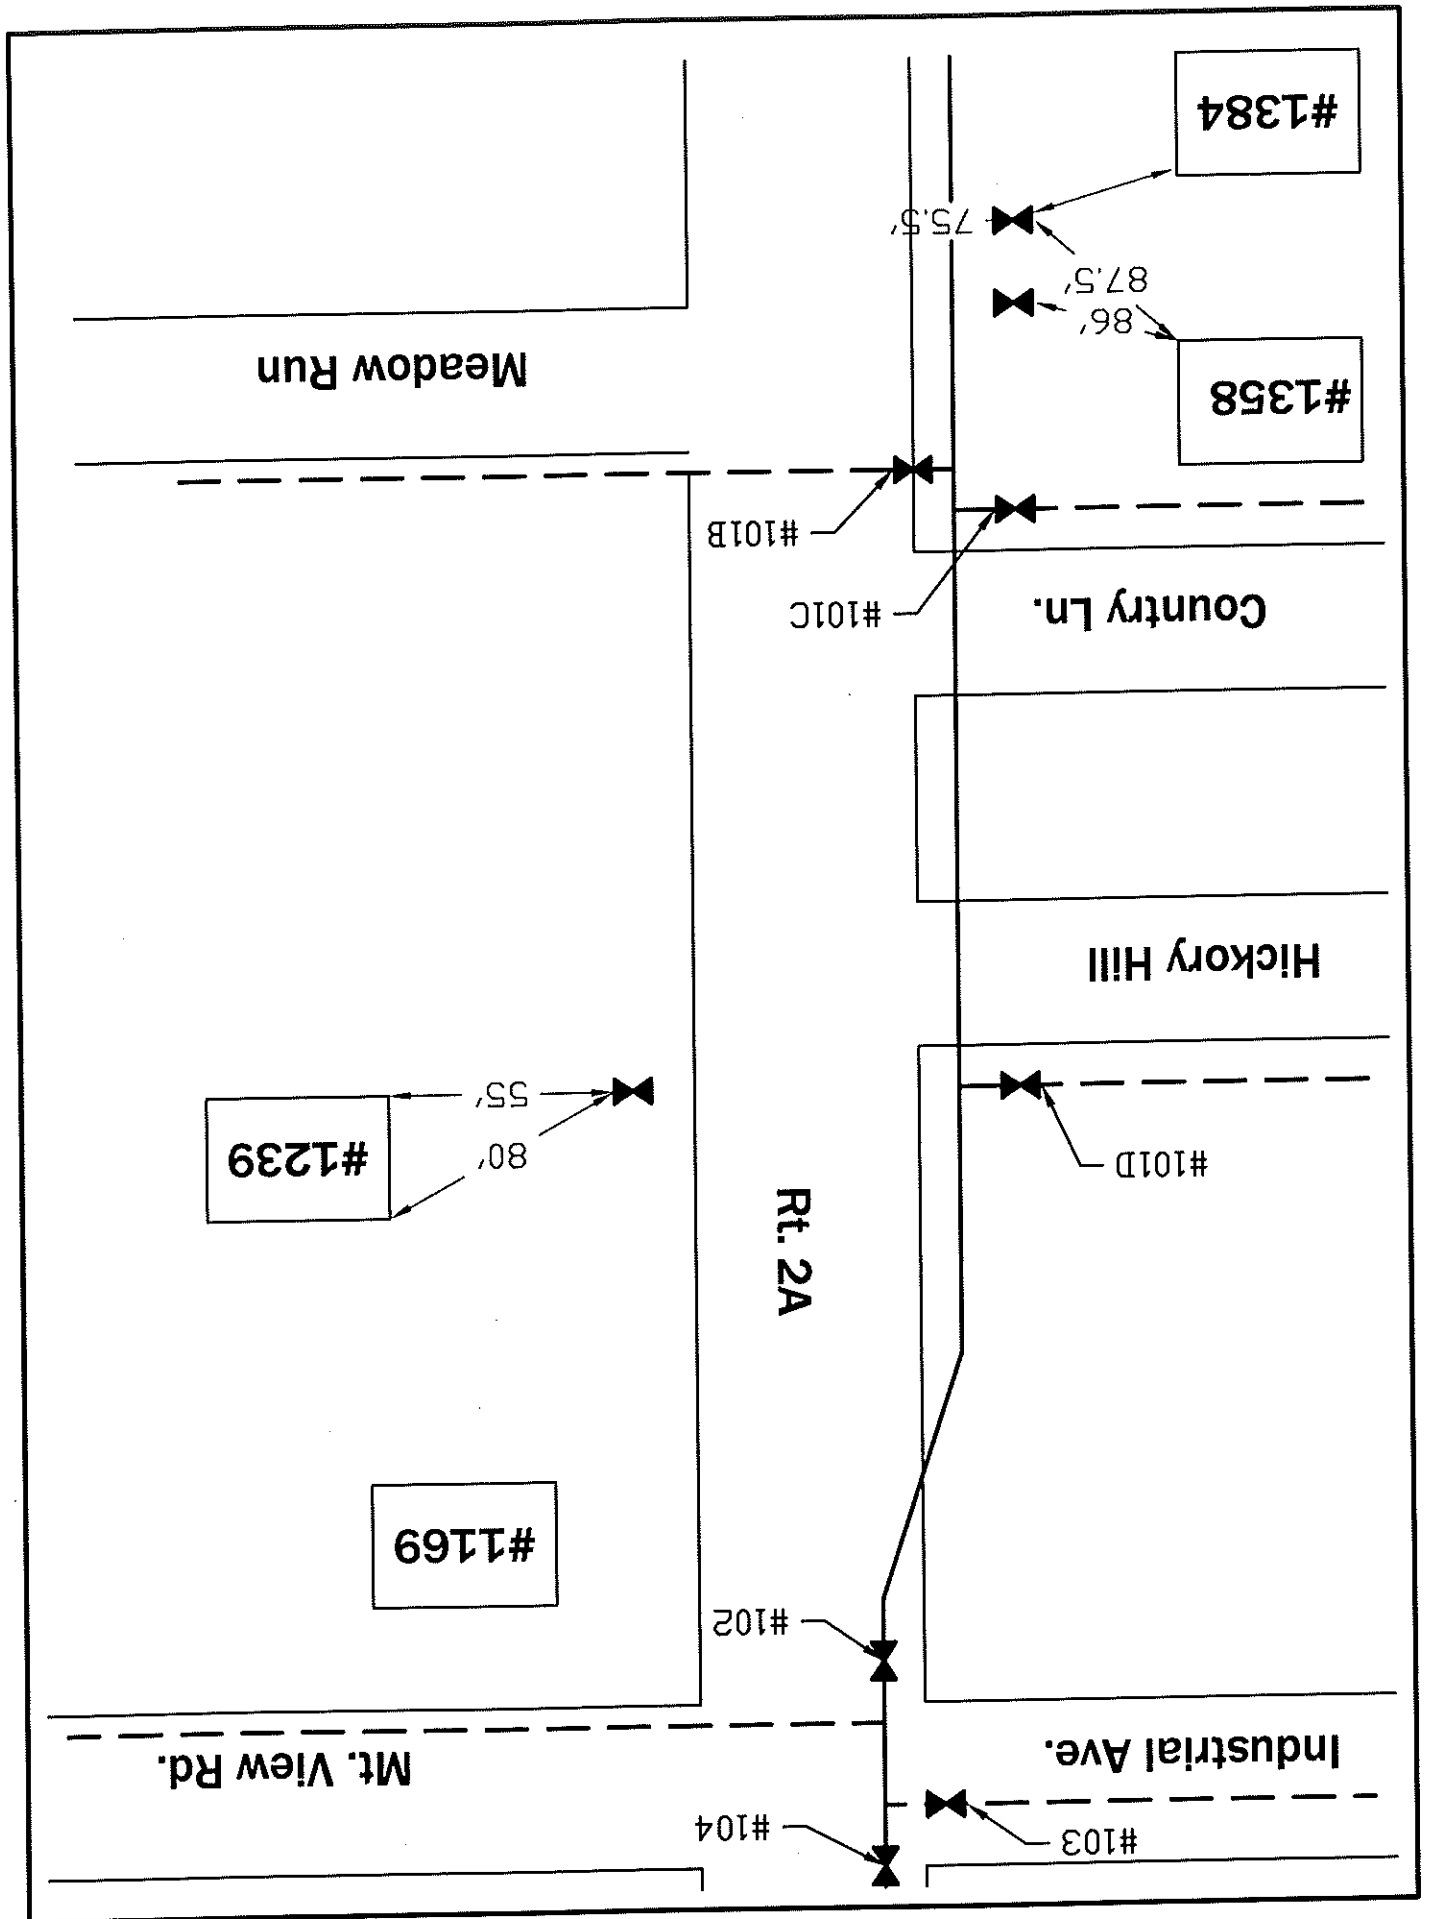 #103
#104
Industrial Ave.
Mt. View Rd.
#102
#1169
Rt. 2A
#101D
80'
#1239
55'
Hickory Hill
Country Ln.
#101C
#101B
#1358
Meadow Run
86'
87.5'
75.5'
#1384